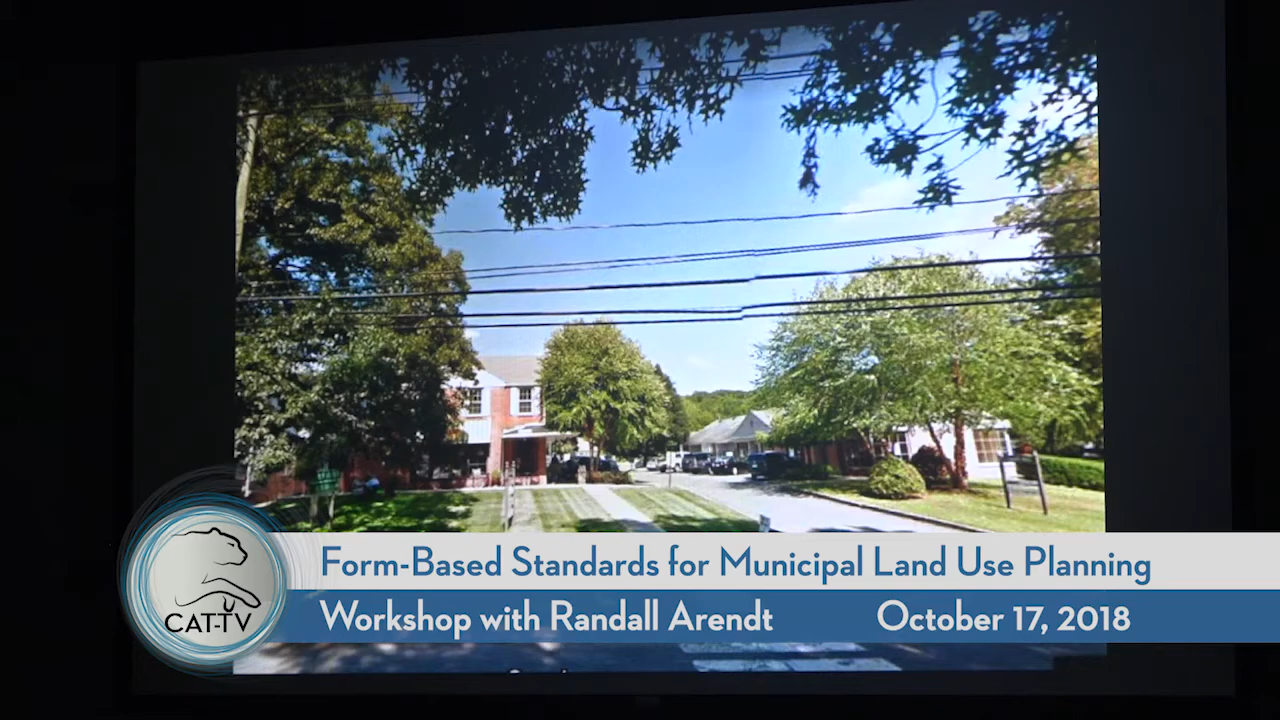 Form-Based Standards for Municipal Land Use Planning
Workshop with Randall Arendt October 17, 2018
CAT-TV